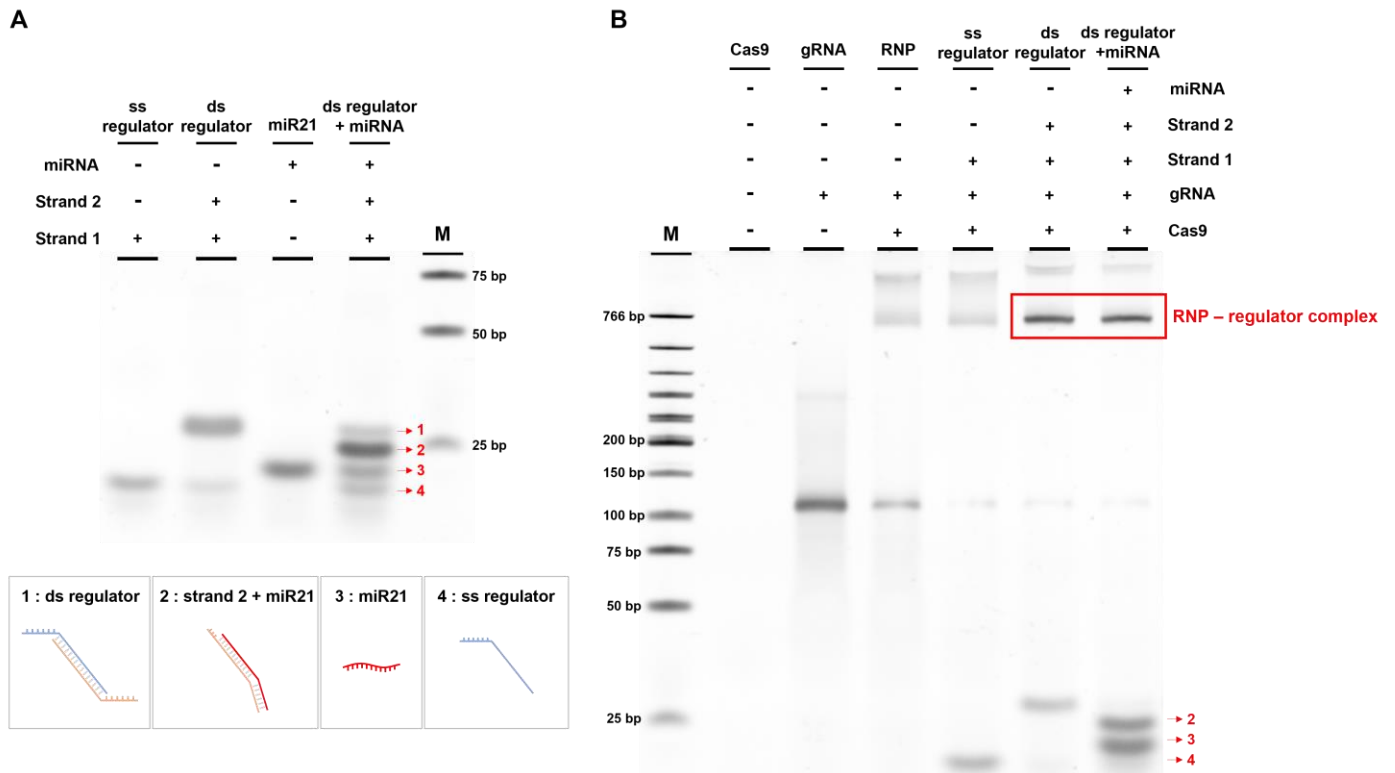 A
ss
regulator
ds
regulator
miR21
ds regulator
+ miRNA
miRNA - - + +
Strand 2 - + - +
Strand 1 + + - +
M
75 bp
50 bp
25 bp
1
2
3
4
1 : ds regulator
2 : strand 2 + miR21
3 : miR21
4 : ss regulator
B
Cas9
gRNA
RNP
ss
regulator
ds
regulator
ds regulator
+miRNA
- - - - - + miRNA
- - - - + + Strand 2
- - - + + + Strand 1
- + + + + + gRNA
- - + + + + Cas9
M
766 bp
200 bp
150 bp
100 bp
75 bp
50 bp
25 bp
RNP – regulator complex
2
3
4